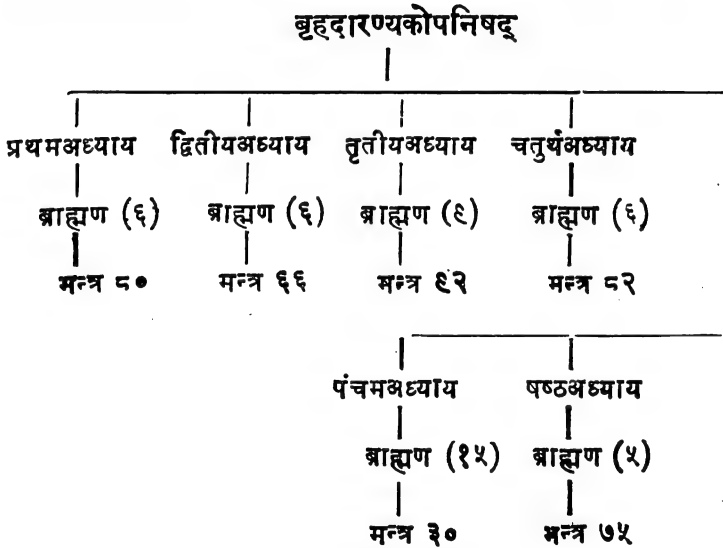 बृहदारण्यकोपनिषद्
प्रथमअध्याय द्वितीयअध्याय तृतीयअध्याय चतुर्थअध्याय
ब्राह्मण (६) ब्राह्मण (६) ब्राह्मण (९) ब्राह्मण (६)
मन्त्र ८० मन्त्र ६६ मन्त्र ९२ मन्त्र ८२
पंचमअध्याय षष्ठअध्याय
ब्राह्मण (१५) ब्राह्मण (५)
मन्त्र ३० मन्त्र ७५